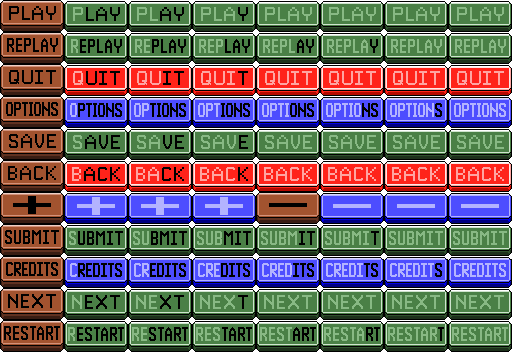 PLAY PLAY PLAY PLAY PLAY PLAY PLAY PLAY
REPLAY REPLAY REPLAY REPLAY REPLAY REPLAY REPLAY REPLAY
QUIT QUIT QUIT QUIT QUIT QUIT QUIT QUIT
OPTIONS OPTIONS OPTIONS OPTIONS OPTIONS OPTIONS OPTIONS OPTIONS
SAVE SAVE SAVE SAVE SAVE SAVE SAVE SAVE
BACK BACK BACK BACK BACK BACK BACK BACK
+ + + + - - - -
SUBMIT SUBMIT SUBMIT SUBMIT SUBMIT SUBMIT SUBMIT SUBMIT
CREDITS CREDITS CREDITS CREDITS CREDITS CREDITS CREDITS CREDITS
NEXT NEXT NEXT NEXT NEXT NEXT NEXT NEXT
RESTART RESTART RESTART RESTART RESTART RESTART RESTART RESTART